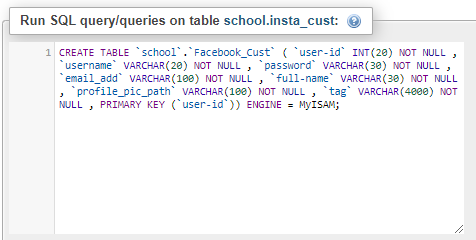 Run SQL query/queries on table school.insta_cust:
1 CREATE TABLE `school`.`Facebook_Cust` ( `user-id` INT(20) NOT NULL ,
`username` VARCHAR(20) NOT NULL , `password` VARCHAR(30) NOT NULL ,
`email_add` VARCHAR(100) NOT NULL , `full-name` VARCHAR(30) NOT NULL
, `profile_pic_path` VARCHAR(100) NOT NULL , `tag` VARCHAR(4000) NOT
NULL , PRIMARY KEY (`user-id`)) ENGINE = MyISAM;